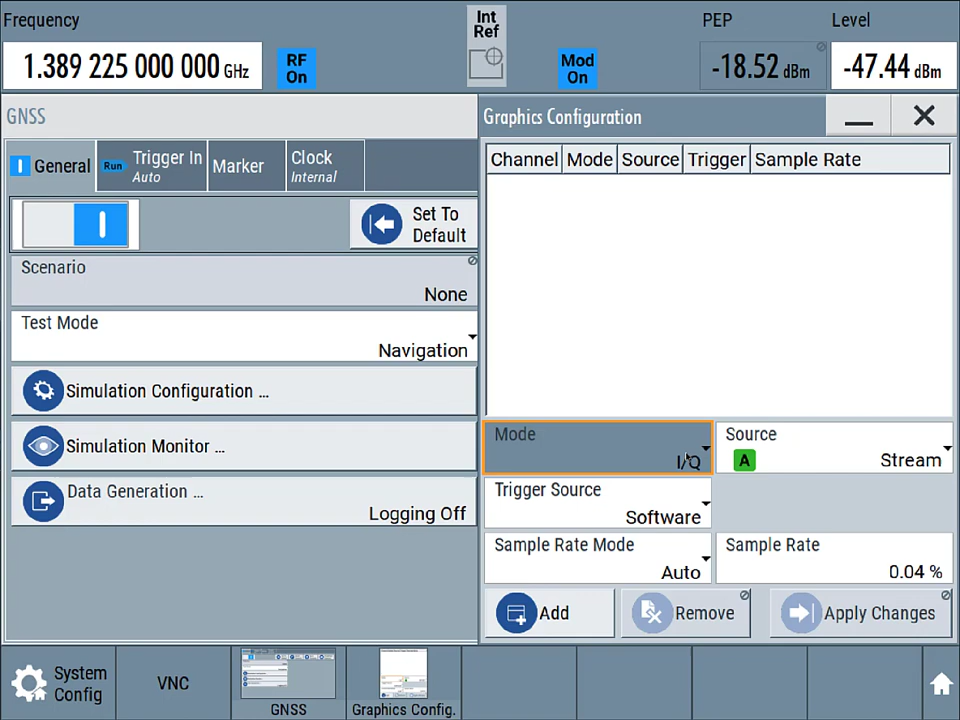 Frequency
Int
Ref
PEP
Level
1.389 225 000 000 GHz
RF
On
Mod
On
-18.52 dBm
-47.44 dBm
GNSS
Graphics Configuration
General
Run
Trigger In
Auto
Marker
Clock
Internal
Set To
Default
Scenario
None
Test Mode
Navigation
Simulation Configuration ...
Simulation Monitor ...
Data Generation ...
Logging Off
Channel Mode Source Trigger Sample Rate
Mode
I/Q
Source
A
Stream
Trigger Source
Software
Sample Rate Mode
Auto
Sample Rate
0.04 %
Add
Remove
Apply Changes
System
Config
VNC
GNSS
Graphics Config.